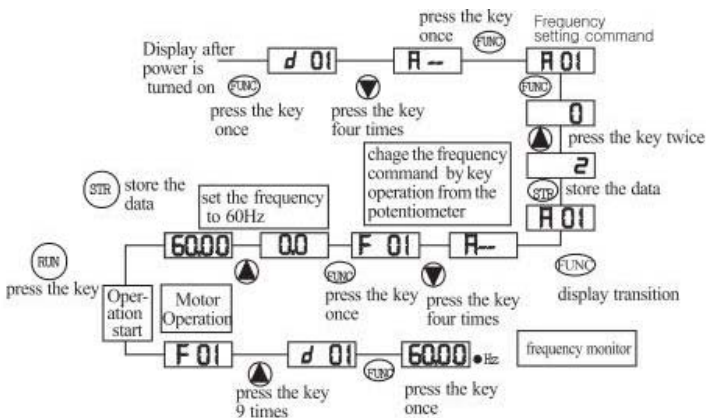 press the key
once
FUNC
Frequency
setting command
Display after
power is
turned on
d 01
A --
A 01
FUNC
press the key
once
press the key
four times
FUNC
0
press the key twice
2
STR
store the data
A 01
chage the frequency
command by key
operation from the
potentiometer
STR
store the
data
set the frequency
to 60Hz
60.00
0.0
F 01
A--
FUNC
display transition
RUN
press the key
FUNC
press the key
once
press the key
four times
Oper-
ation
start
Motor
Operation
F 01
d 01
60.00
Hz
frequency monitor
press the key
9 times
FUNC
press the key
once